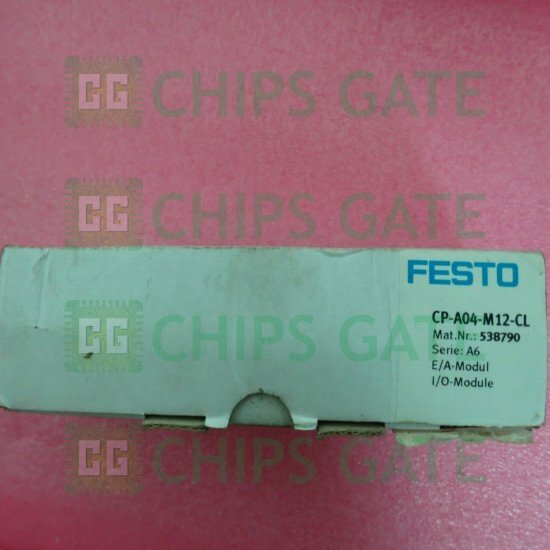 CG CHIPS GATE
CG CHIPS GATE
FESTO
CP-A04-M12-CL
Mat.Nr.: 538790
Serie: A6
E/A-Modul
I/O-Module
CG CHIPS GATE
CG CHIPS GATE